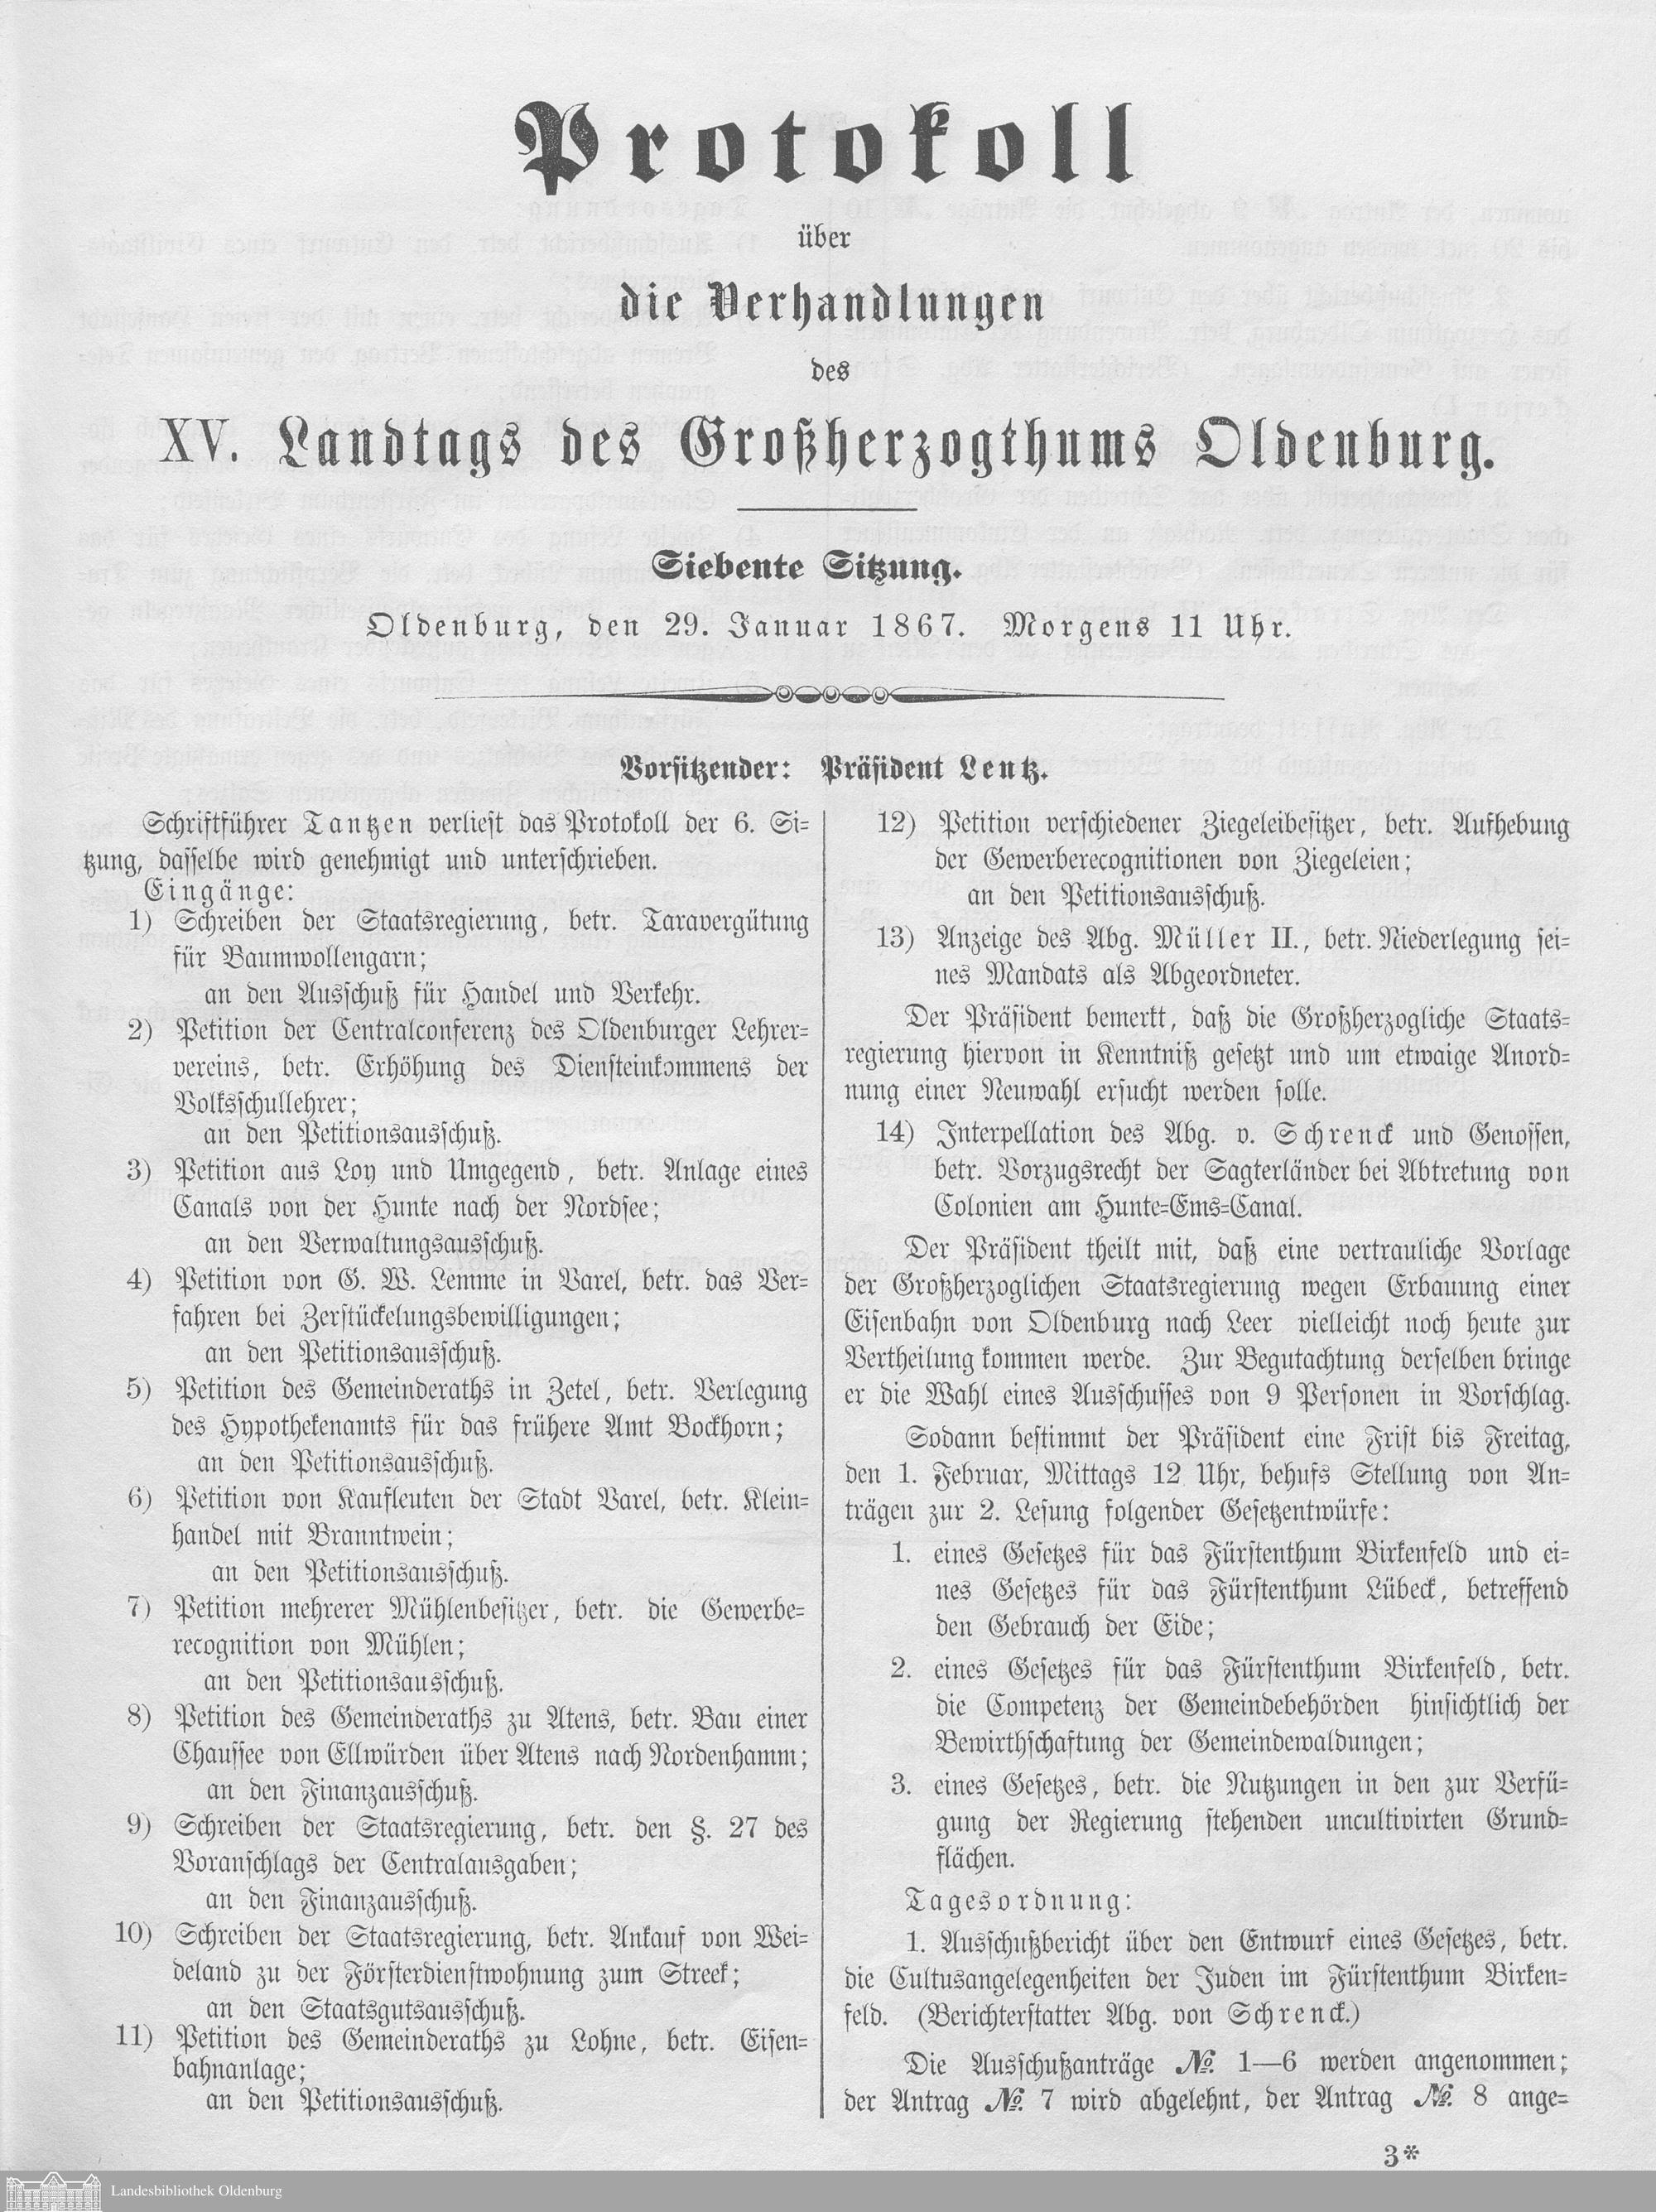 Protokoll
über
die Verhandlungen
des
XV. Landtags des Großherzogthums Oldenburg.
Siebente Sitzung.
Oldenburg, den 29. Januar 1867. Morgens 11 Uhr.
Vorsitzender: Präsident Lentz.
Schriftführer Tantzen verliest das Protokoll der 6. Si-
tzung, dasselbe wird genehmigt und unterschrieben.
Eingänge:
1) Schreiben der Staatsregierung, betr. Taravergütung
für Baumwollengarn;
an den Ausschuß für Handel und Verkehr.
2) Petition der Centralconferenz des Oldenburger Lehrer-
vereins, betr. Erhöhung des Diensteinkommens der
Volksschullehrer;
an den Petitionsausschuß.
3) Petition aus Loy und Umgegend, betr. Anlage eines
Canals von der Hunte nach der Nordsee;
an den Verwaltungsausschuß.
4) Petition von G. W. Lemme in Varel, betr. das Ver-
fahren bei Zerstückelungsbewilligungen;
an den Petitionsausschuß.
5) Petition des Gemeinderaths in Zetel, betr. Verlegung
des Hypothekenamts für das frühere Amt Bockhorn;
an den Petitionsausschuß.
6) Petition von Kaufleuten der Stadt Varel, betr. Klein-
handel mit Branntwein;
an den Petitionsausschuß.
7) Petition mehrerer Mühlenbesitzer, betr. die Gewerbe-
recognition von Mühlen;
an den Petitionsausschuß.
8) Petition des Gemeinderaths zu Atens, betr. Bau einer
Chaussee von Ellwürden über Atens nach Nordenhamm;
an den Finanzausschuß.
9) Schreiben der Staatsregierung, betr. den §. 27 des
Voranschlags der Centralausgaben;
an den Finanzausschuß.
10) Schreiben der Staatsregierung, betr. Ankauf von Wei-
deland zu der Försterdienstwohnung zum Streek;
an den Staatsgutsausschuß.
11) Petition des Gemeinderaths zu Lohne, betr. Eisen-
bahnanlage;
an den Petitionsausschuß.
12) Petition verschiedener Ziegeleibesitzer, betr. Aufhebung
der Gewerberecognitionen von Ziegeleien;
an den Petitionsausschuß.
13) Anzeige des Abg. Müller II., betr. Niederlegung sei-
nes Mandats als Abgeordneter.
Der Präsident bemerkt, daß die Großherzogliche Staats-
regierung hiervon in Kenntniß gesetzt und um etwaige Anord-
nung einer Neuwahl ersucht werden solle.
14) Interpellation des Abg. v. Schrenck und Genossen,
betr. Vorzugsrecht der Sagterländer bei Abtretung von
Colonien am Hunte-Ems-Canal.
Der Präsident theilt mit, daß eine vertrauliche Vorlage
der Großherzoglichen Staatsregierung wegen Erbauung einer
Eisenbahn von Oldenburg nach Leer vielleicht noch heute zur
Vertheilung kommen werde. Zur Begutachtung derselben bringe
er die Wahl eines Ausschusses von 9 Personen in Vorschlag.
Sodann bestimmt der Präsident eine Frist bis Freitag,
den 1. Februar, Mittags 12 Uhr, behufs Stellung von An-
trägen zur 2. Lesung folgender Gesetzentwürfe:
1. eines Gesetzes für das Fürstenthum Birkenfeld und ei-
nes Gesetzes für das Fürstenthum Lübeck, betreffend
den Gebrauch der Eide;
2. eines Gesetzes für das Fürstenthum Birkenfeld, betr.
die Competenz der Gemeindebehörden hinsichtlich der
Bewirthschaftung der Gemeindewaldungen;
3. eines Gesetzes, betr. die Nutzungen in den zur Verfü-
gung der Regierung stehenden uncultivirten Grund-
flächen.
Tagesordnung:
1. Ausschußbericht über den Entwurf eines Gesetzes, betr.
die Cultusangelegenheiten der Juden im Fürstenthum Birken-
feld. (Berichterstatter Abg. von Schrenck.)
Die Ausschußanträge № 1—6 werden angenommen;
der Antrag № 7 wird abgelehnt, der Antrag № 8 ange-
3*
Landesbibliothek Oldenburg